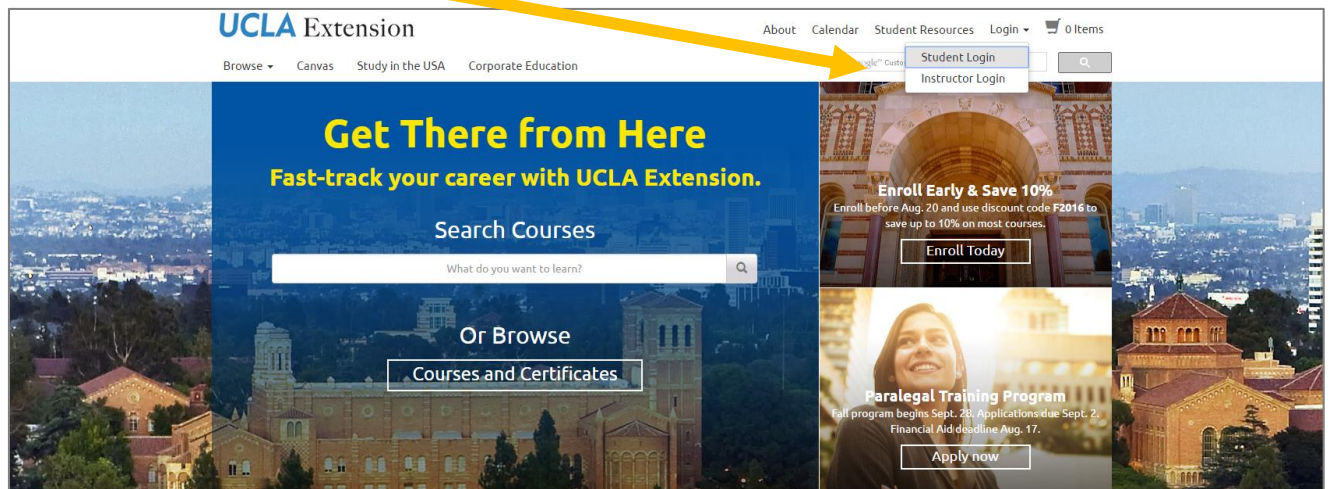 UCLA Extension
About Calendar Student Resources Login 0 Items
Student Login
Instructor Login
Browse Canvas Study in the USA Corporate Education
Get There from Here
Fast-track your career with UCLA Extension.
Search Courses
What do you want to learn?
Or Browse
Courses and Certificates
Enroll Early & Save 10%
Enroll before Aug. 20 and use discount code F2016 to
save up to 10% on most courses.
Enroll Today
Paralegal Training Program
Fall program begins Sept. 28. Applications due Sept. 2.
Financial Aid deadline Aug. 17.
Apply now